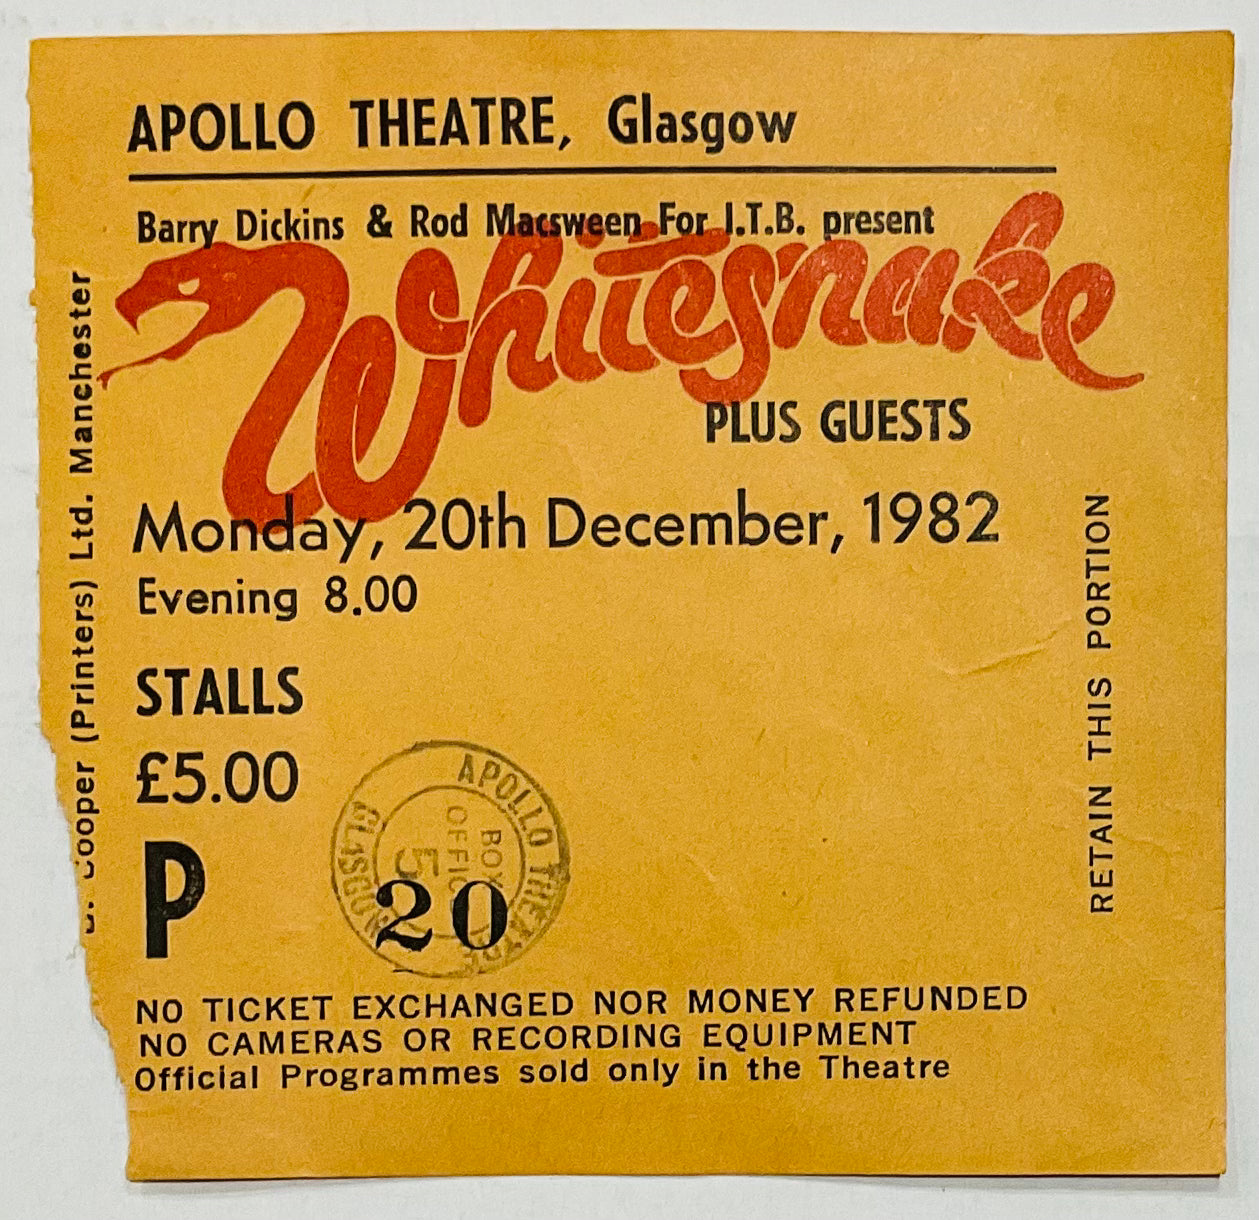 APOLLO THEATRE, Glasgow
Barry Dickins & Rod Macsween For I.T.B. present
Whitesnake
PLUS GUESTS
Monday, 20th December, 1982
Evening 8.00
STALLS
£5.00
P 20
APOLLO THEATRE
GLASGOW
BOX
OFFICE
5
NO TICKET EXCHANGED NOR MONEY REFUNDED
NO CAMERAS OR RECORDING EQUIPMENT
Official Programmes sold only in the Theatre
Cooper (Printers) Ltd. Manchester
RETAIN THIS PORTION